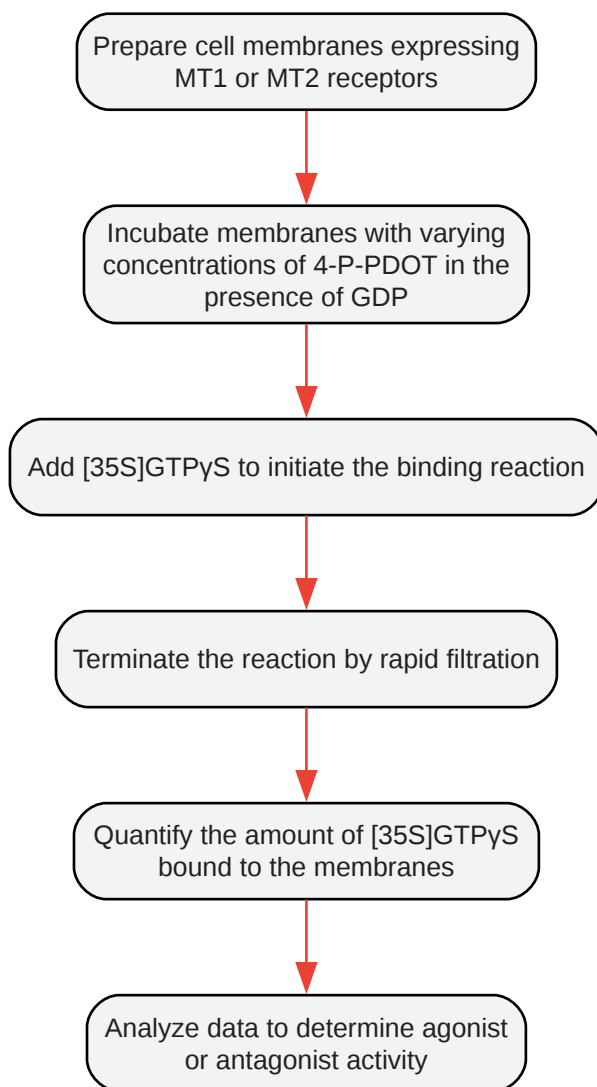 Prepare cell membranes expressing
MT1 or MT2 receptors
Incubate membranes with varying
concentrations of 4-P-PDOT in the
presence of GDP
Add [35S]GTPγS to initiate the binding reaction
Terminate the reaction by rapid filtration
Quantify the amount of [35S]GTPγS
bound to the membranes
Analyze data to determine agonist
or antagonist activity